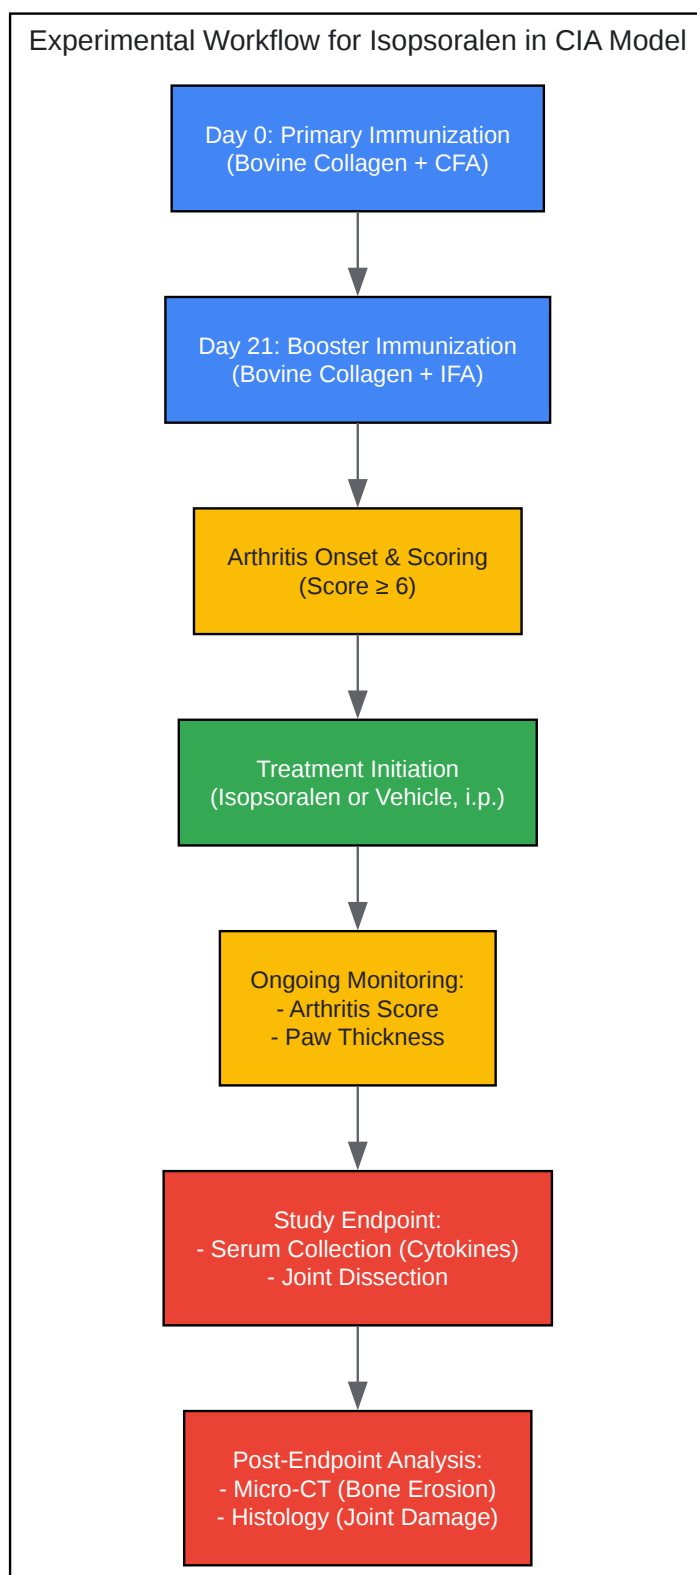 Experimental Workflow for Isopsoralen in CIA Model
Day 0: Primary Immunization
(Bovine Collagen + CFA)
Day 21: Booster Immunization
(Bovine Collagen + IFA)
Arthritis Onset & Scoring
(Score ≥ 6)
Treatment Initiation
(Isopsoralen or Vehicle, i.p.)
Ongoing Monitoring:
- Arthritis Score
- Paw Thickness
Study Endpoint:
- Serum Collection (Cytokines)
- Joint Dissection
Post-Endpoint Analysis:
- Micro-CT (Bone Erosion)
- Histology (Joint Damage)